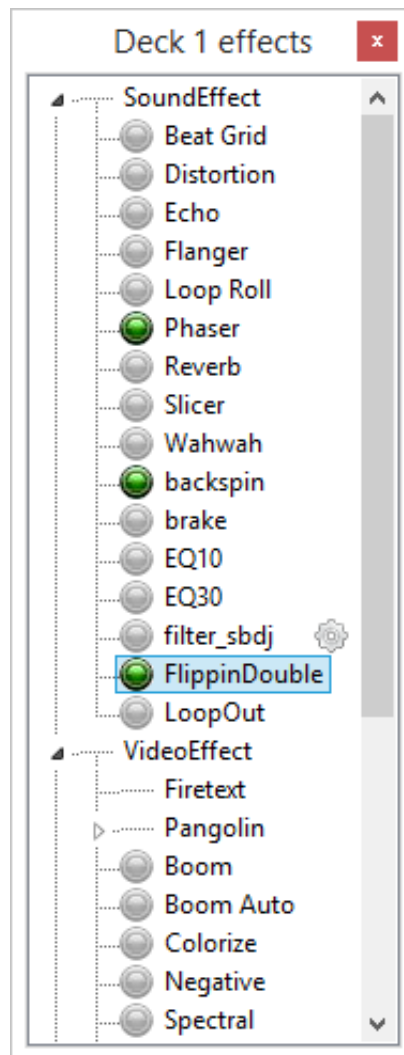 Deck 1 effects
x
SoundEffect
Beat Grid
Distortion
Echo
Flanger
Loop Roll
Phaser
Reverb
Slicer
Wahwah
backspin
brake
EQ10
EQ30
filter_sbdj
FlippinDouble
LoopOut
VideoEffect
Firetext
Pangolin
Boom
Boom Auto
Colorize
Negative
Spectral